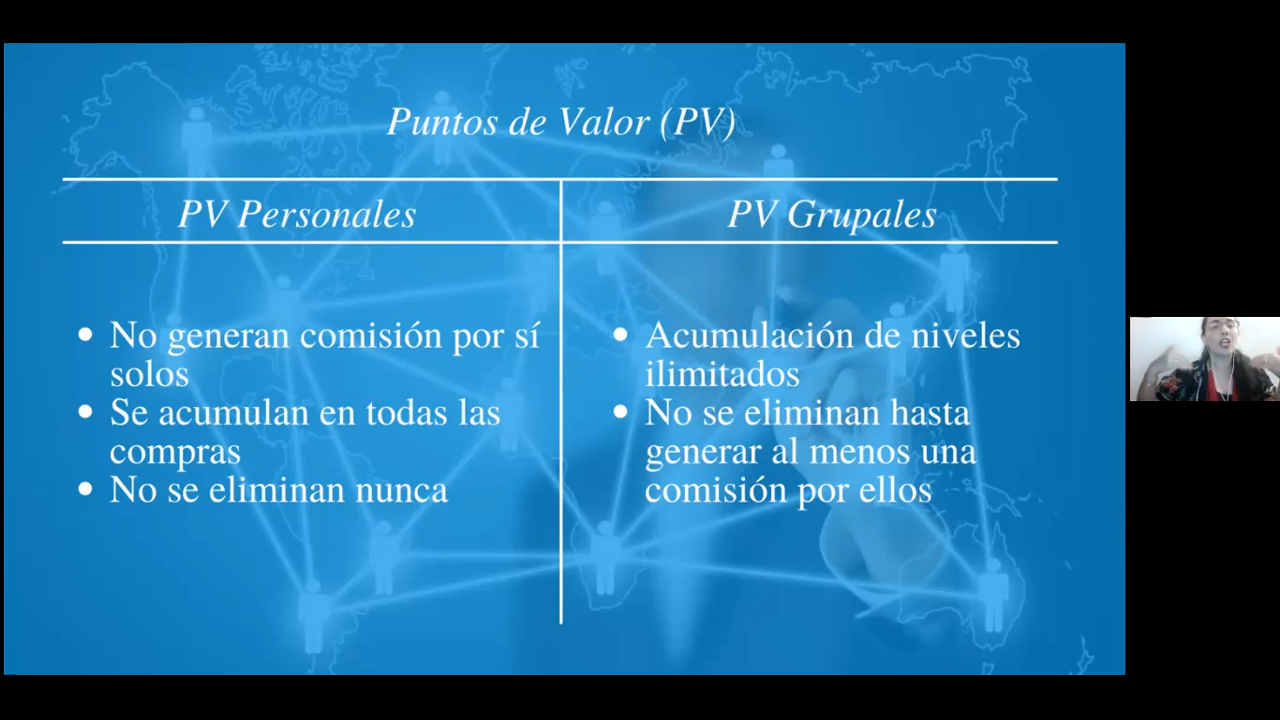 Puntos de Valor (PV)
PV Personales
PV Grupales
• No generan comisión por sí
solos
• Se acumulan en todas las
compras
• No se eliminan nunca
• Acumulación de niveles
ilimitados
• No se eliminan hasta
generar al menos una
comisión por ellos